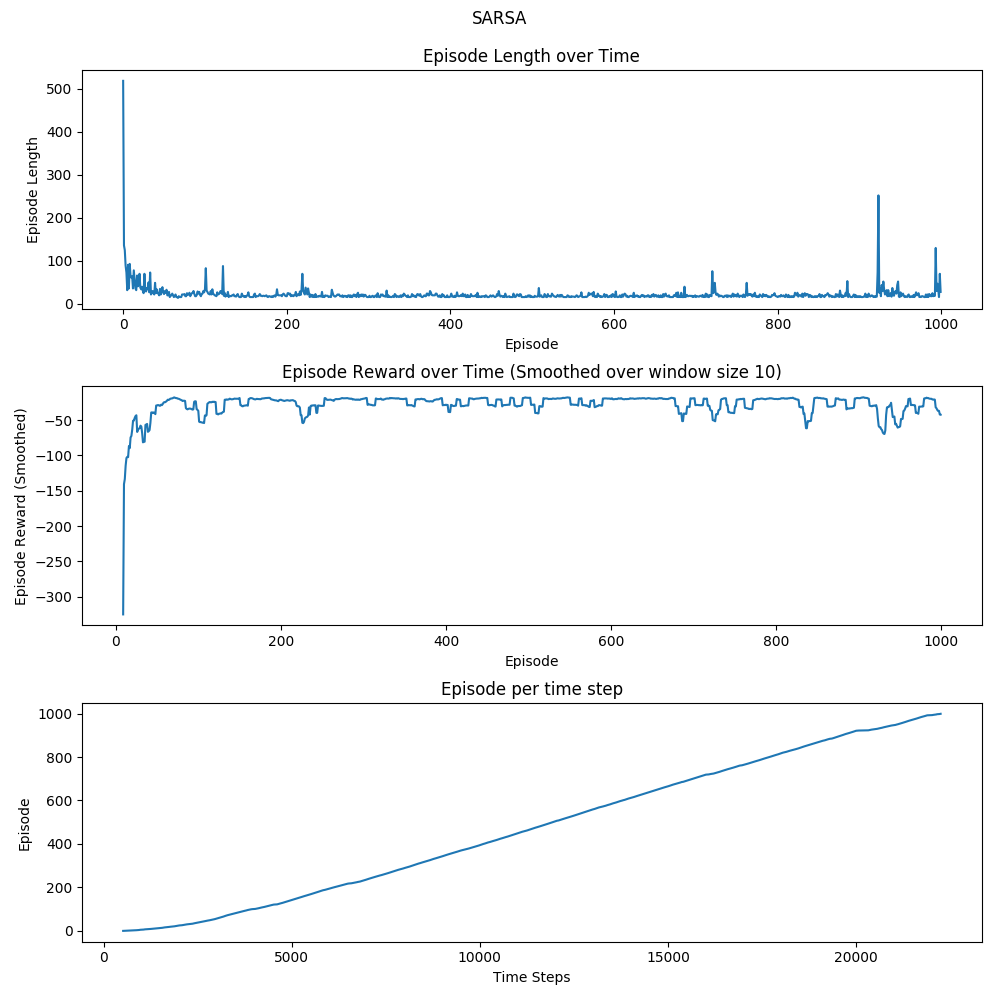 SARSA
Episode Length over Time
500
400
300
200
100
0
Episode Length
0 200 400 600 800 1000
Episode
Episode Reward over Time (Smoothed over window size 10)
−50
−100
−150
−200
−250
−300
Episode Reward (Smoothed)
0 200 400 600 800 1000
Episode
Episode per time step
1000
800
600
400
200
0
Episode
0 5000 10000 15000 20000
Time Steps